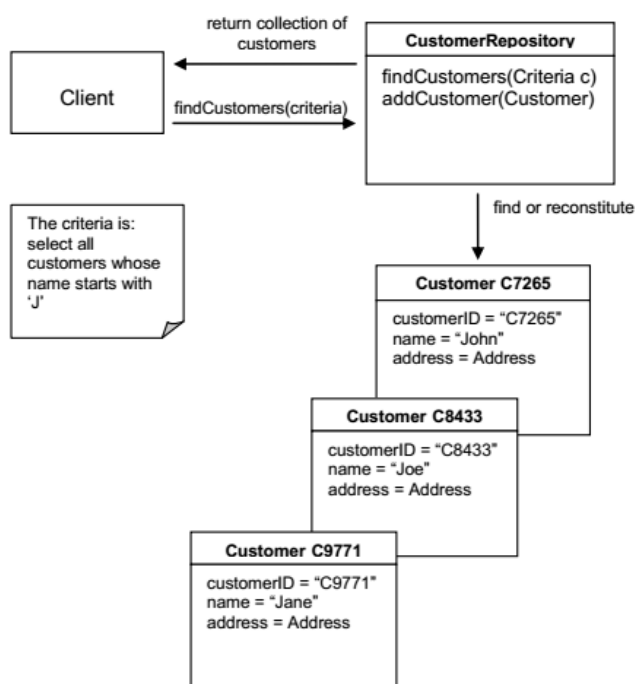 return collection of
customers
CustomerRepository
findCustomers(Criteria c)
addCustomer(Customer)
Client
findCustomers(criteria)
find or reconstitute
The criteria is:
select all
customers whose
name starts with
‘J’
Customer C7265
customerID = “C7265”
name = “John”
address = Address
Customer C8433
customerID = “C8433”
name = “Joe”
address = Address
Customer C9771
customerID = “C9771”
name = “Jane”
address = Address